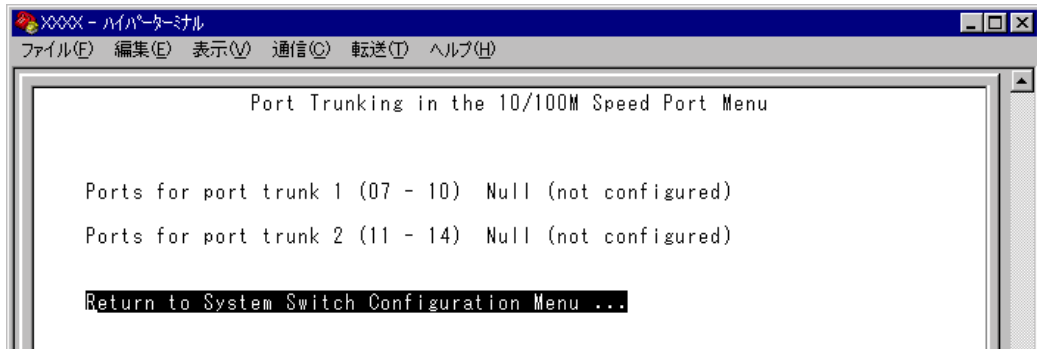 XXXX - ハイパーターミナル
ファイル(F) 編集(E) 表示(V) 通信(C) 転送(T) ヘルプ(H)
Port Trunking in the 10/100M Speed Port Menu
Ports for port trunk 1 (07 - 10) Null (not configured)
Ports for port trunk 2 (11 - 14) Null (not configured)
Return to System Switch Configuration Menu ...